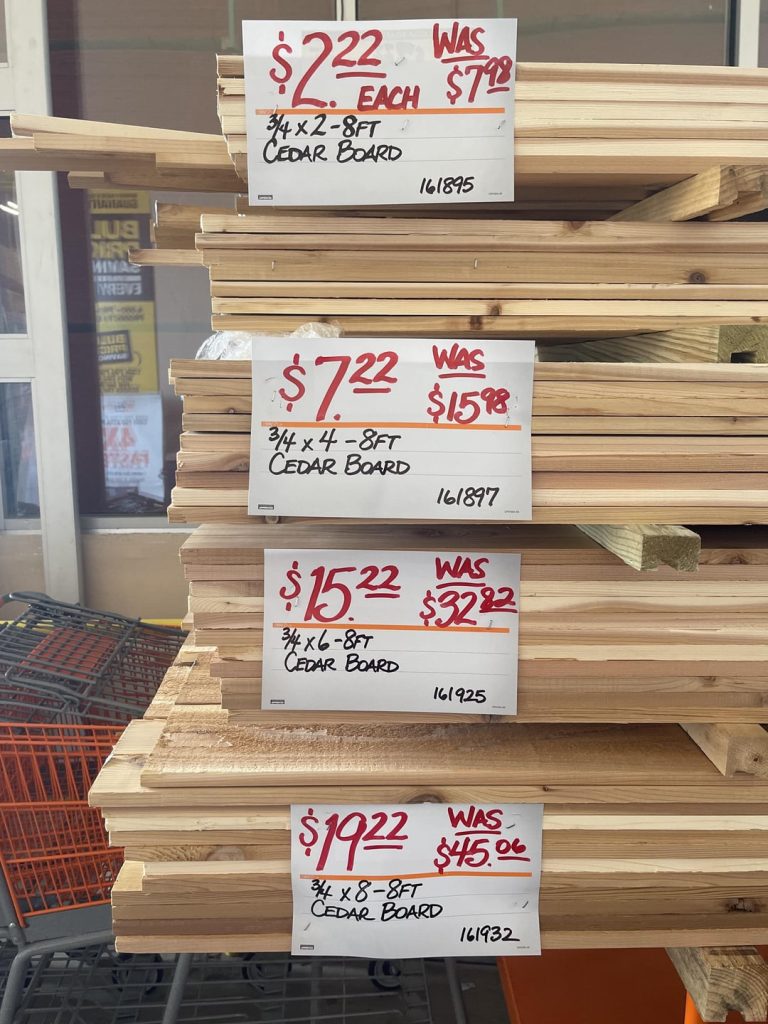 $2.22 WAS
EACH $7.98
3/4 x 2 - 8FT
CEDAR BOARD
161895
$7.22 WAS
$15.98
3/4 x 4 - 8FT
CEDAR BOARD
161897
$15.22 WAS
$32.82
3/4 x 6 - 8FT
CEDAR BOARD
161925
$19.22 WAS
$45.06
3/4 x 8 - 8FT
CEDAR BOARD
161932